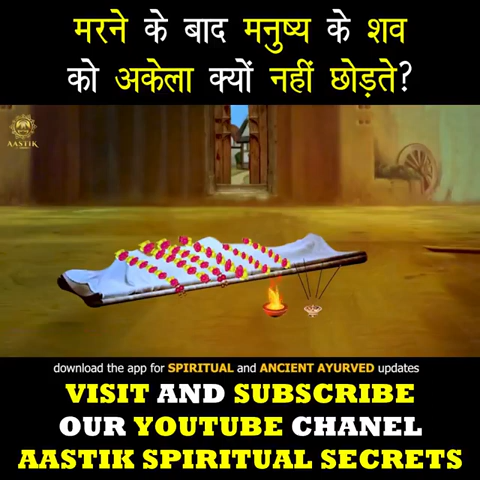 मरने के बाद मनुष्य के शव
को अकेला क्यों नहीं छोड़ते?
AASTIK
download the app for SPIRITUAL and ANCIENT AYURVED updates
VISIT AND SUBSCRIBE
OUR YOUTUBE CHANEL
AASTIK SPIRITUAL SECRETS